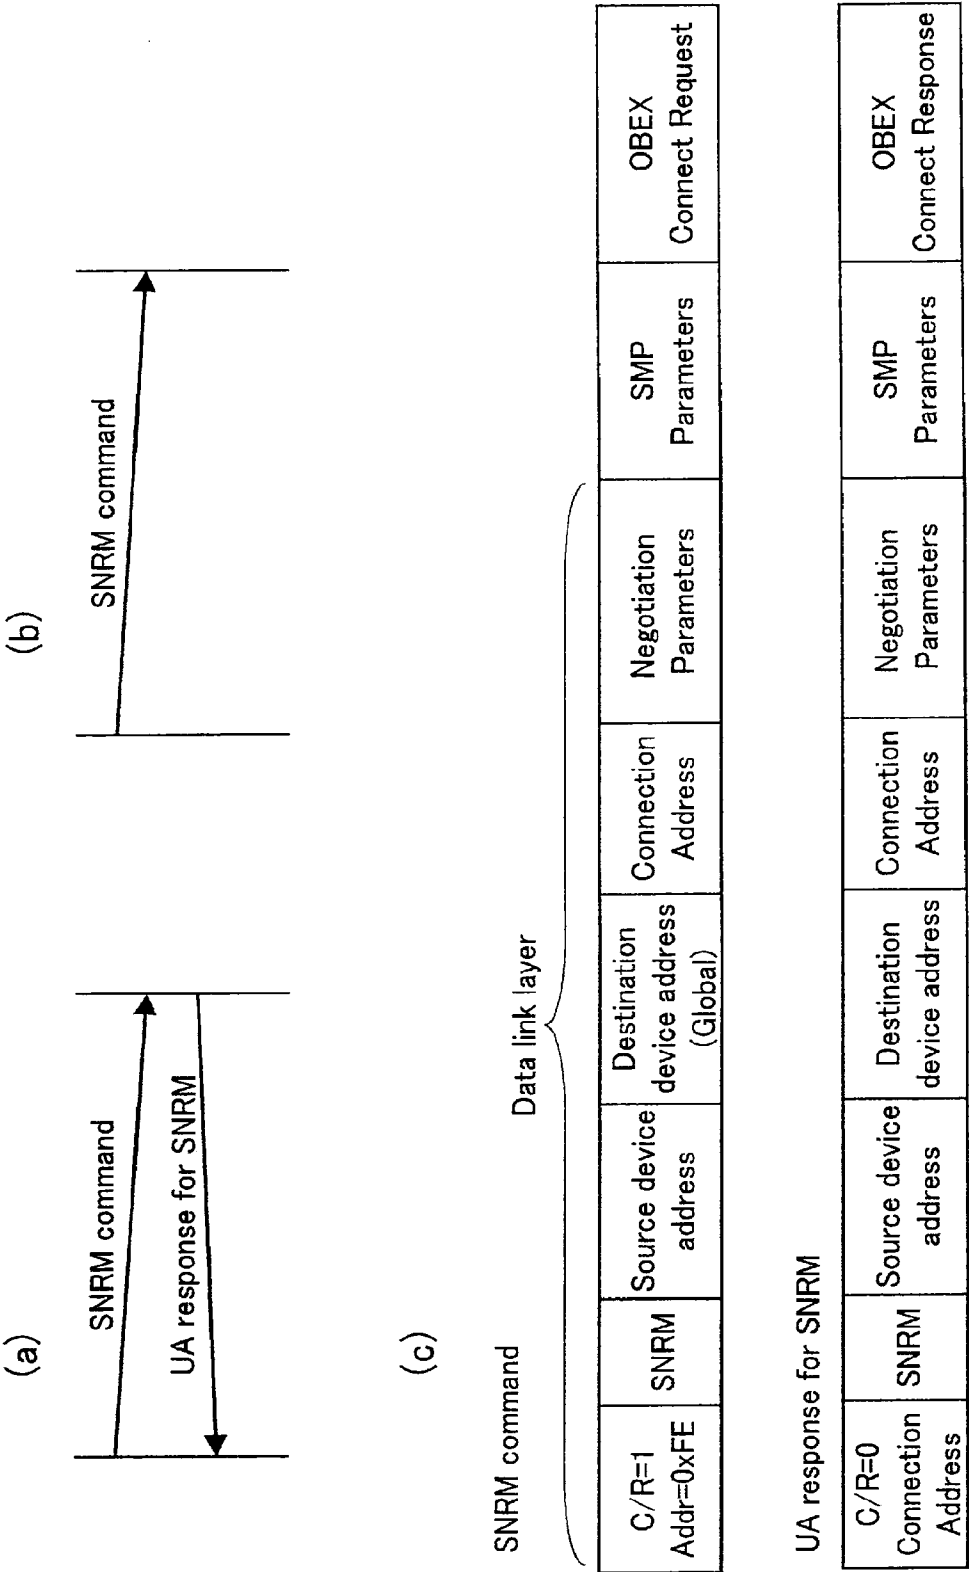 (a)
SNRM command
UA response for SNRM
(b)
SNRM command
(c)
SNRM command
Data link layer
C/R=1
Addr=0xFE
SNRM
Source device
address
Destination
device address
(Global)
Connection
Address
Negotiation
Parameters
SMP
Parameters
OBEX
Connect Request
UA response for SNRM
C/R=0
Connection
Address
SNRM
Source device
address
Destination
device address
Connection
Address
Negotiation
Parameters
SMP
Parameters
OBEX
Connect Response